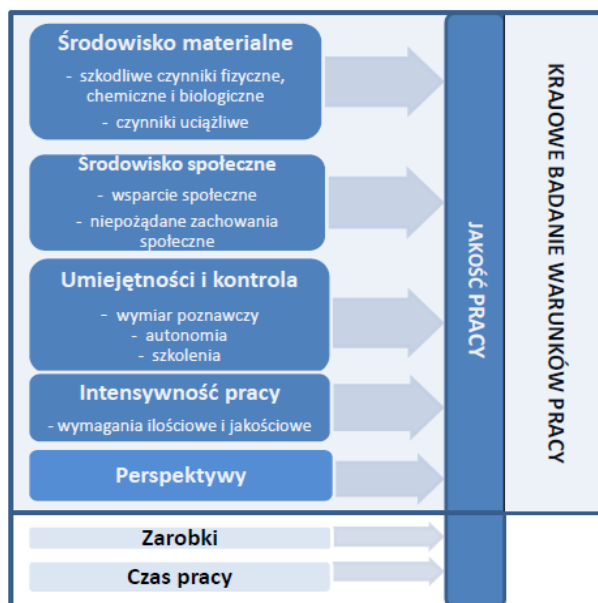 Środowisko materialne
- szkodliwe czynniki fizyczne,
chemiczne i biologiczne
- czynniki uciążliwe
Środowisko społeczne
- wsparcie społeczne
- niepożądane zachowania
społeczne
Umiejętności i kontrola
- wymiar poznawczy
- autonomia
- szkolenia
Intensywność pracy
- wymagania ilościowe i jakościowe
Perspektywy
Zarobki
Czas pracy
JAKOŚĆ PRACY
KRAJOWE BADANIE WARUNKÓW PRACY